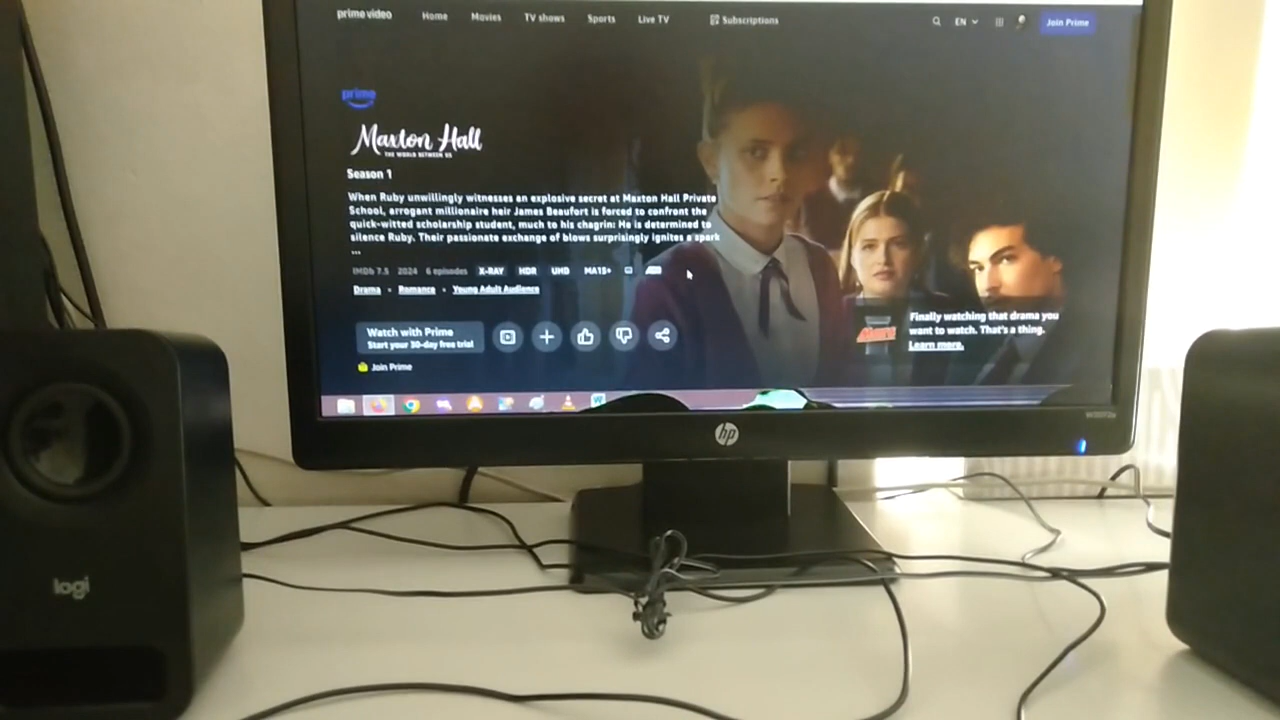 prime video Home Movies TV shows Sports Live TV Subscriptions EN Join Prime
prime
Maxton Hall
THE WORLD BETWEEN US
Season 1
When Ruby unwillingly witnesses an explosive secret at Maxton Hall Private
School, arrogant millionaire heir James Beaufort is forced to confront the
quick-witted scholarship student, much to his chagrin: He is determined to
silence Ruby. Their passionate exchange of blows surprisingly ignites a spark
...
IMDb 7.5 2024 6 episodes X-RAY HDR UHD MA15+
Drama • Romance • Young Adult Audience
Watch with Prime
Start your 30-day free trial
Join Prime
Finally watching that drama you
want to watch. That's a thing.
Learn more.
hp
logi